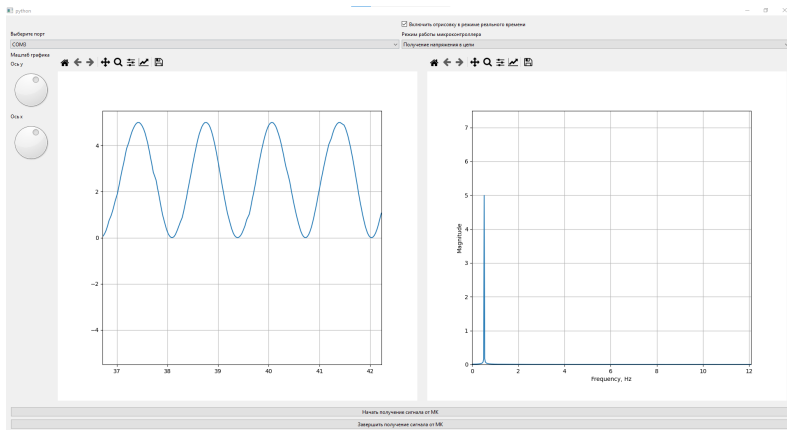 python
Включить отрисовку в режиме реального времени
Выберите порт
Режим работы микроконтроллера
COM3
Получение напряжения в цепи
Масштаб графика
Ось y
Ось x
4
2
0
−2
−4
37
38
39
40
41
42
7
6
5
4
3
2
1
0
Magnitude
0
2
4
6
8
10
12
Frequency, Hz
Начать получение сигнала от МК
Завершить получение сигнала от МК